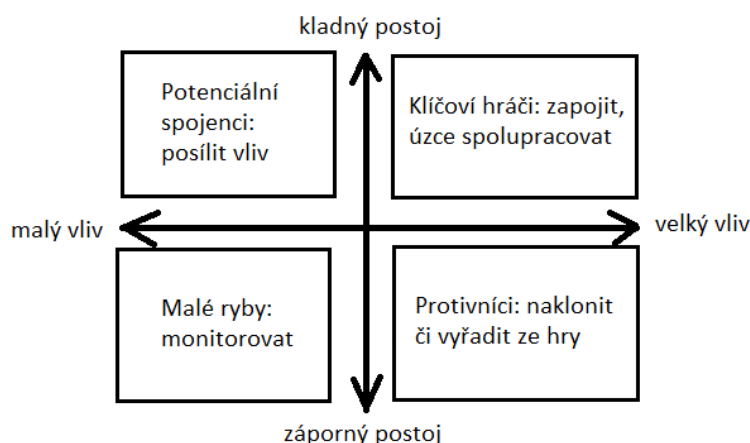 kladný postoj
Potenciální
spojenci:
posílit vliv
Klíčoví hráči: zapojit,
úzce spolupracovat
malý vliv
velký vliv
Malé ryby:
monitorovat
Protivníci: naklonit
či vyřadit ze hry
záporný postoj